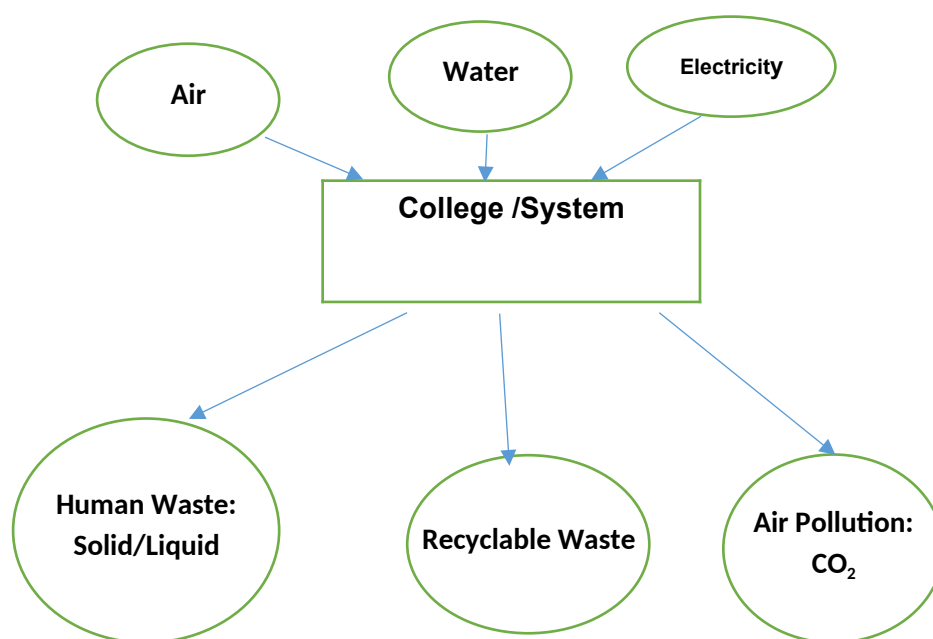 Air
Water
Electricity
College /System
Human Waste:
Solid/Liquid
Recyclable Waste
Air Pollution:
CO₂